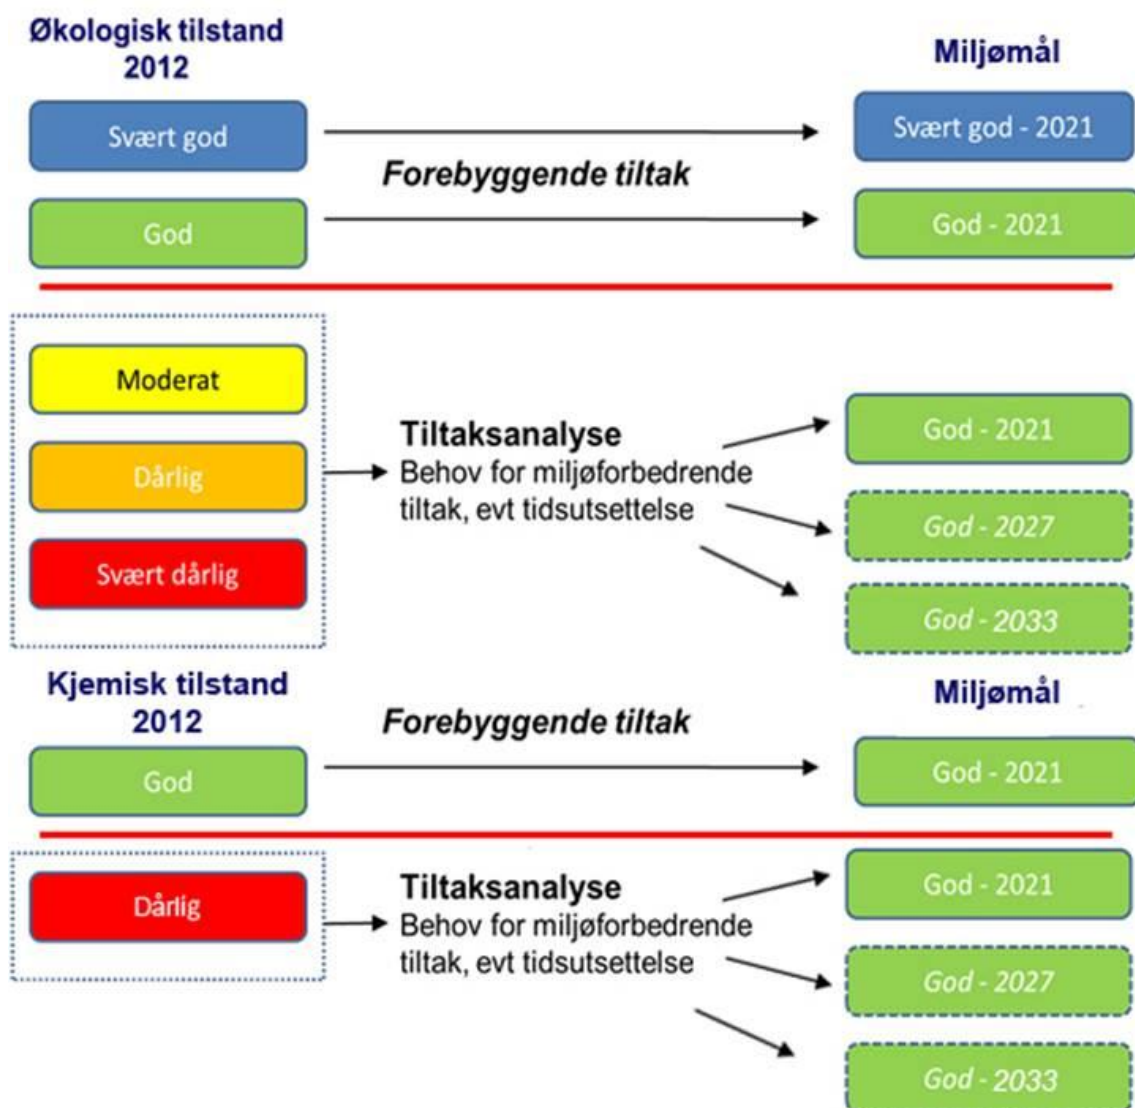 Økologisk tilstand
2012
Miljømål
Svært god
Svært god - 2021
Forebyggende tiltak
God
God - 2021
Moderat
Dårlig
Svært dårlig
Tiltaksanalyse
Behov for miljøforbedrende
tiltak, evt tidsutsettelse
God - 2021
God - 2027
God - 2033
Kjemisk tilstand
2012
Miljømål
Forebyggende tiltak
God
God - 2021
Dårlig
Tiltaksanalyse
Behov for miljøforbedrende
tiltak, evt tidsutsettelse
God - 2021
God - 2027
God - 2033